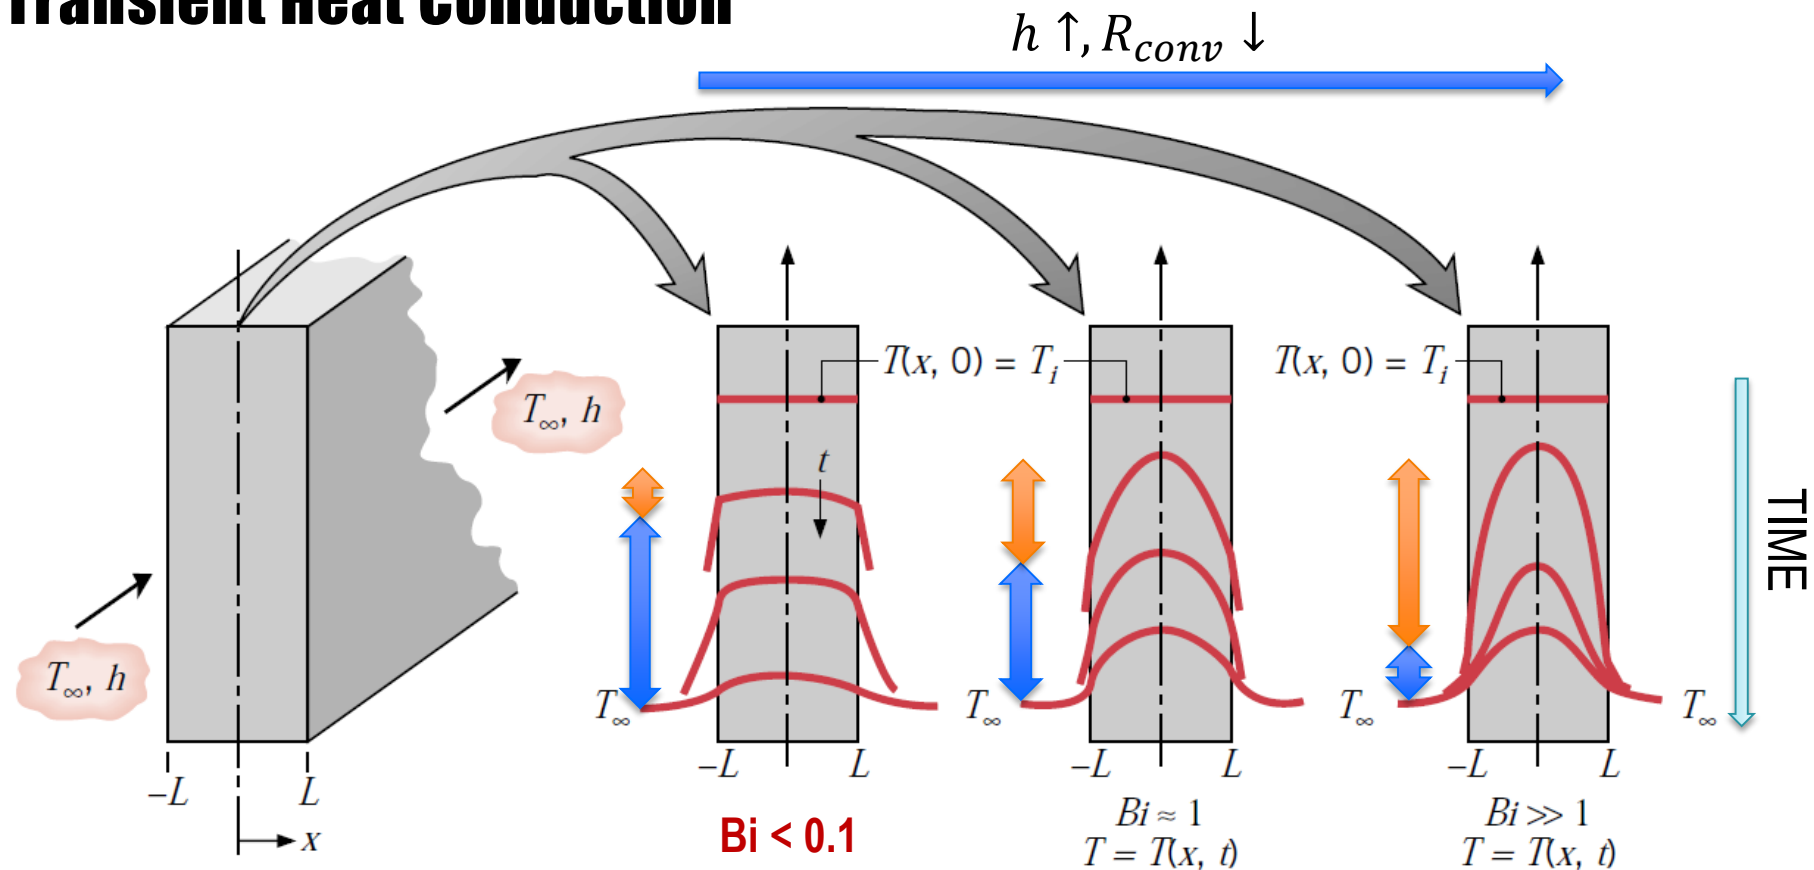 Transient Heat Conduction
h ↑, R_conv ↓
T(x, 0) = T_i
T(x, 0) = T_i
T_∞, h
t
TIME
T_∞, h
T_∞
T_∞
T_∞
T_∞
−L
L
−L
L
−L
L
−L
L
x
Bi < 0.1
Bi ≈ 1
T = T(x, t)
Bi >> 1
T = T(x, t)